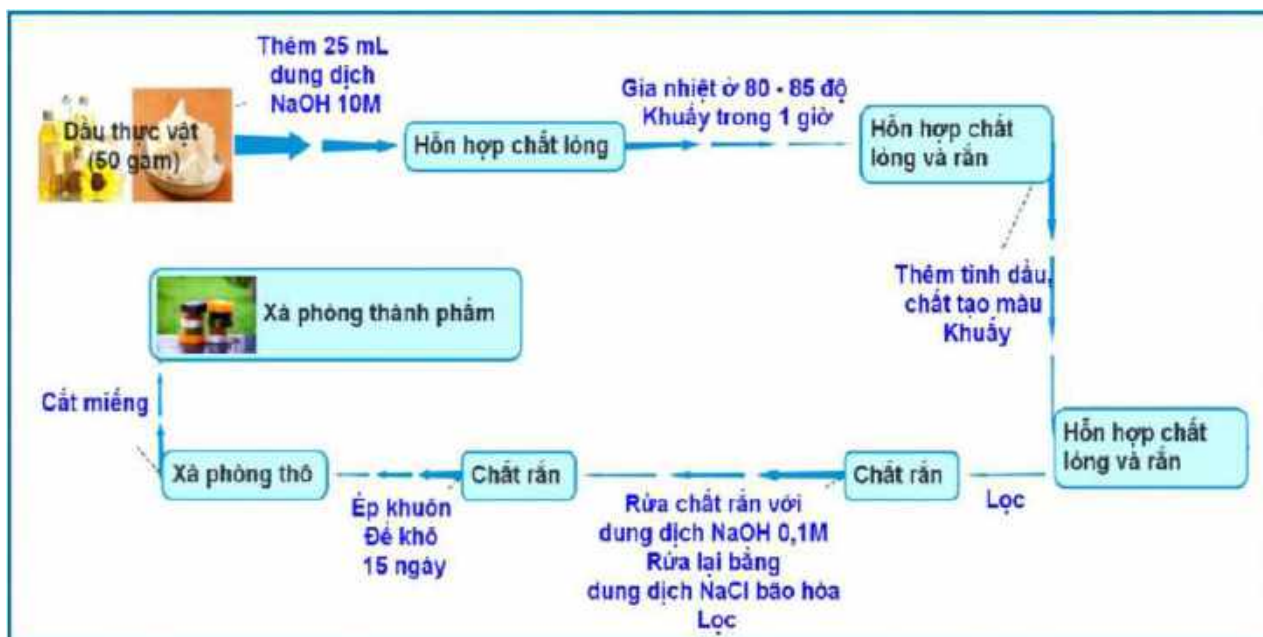 Thêm 25 mL
dung dịch
NaOH 10M
Dầu thực vật
(50 gam)
Hỗn hợp chất lỏng
Gia nhiệt ở 80 - 85 độ
Khuấy trong 1 giờ
Hỗn hợp chất
lỏng và rắn
Thêm tinh dầu,
chất tạo màu
Khuấy
Hỗn hợp chất
lỏng và rắn
Lọc
Chất rắn
Rửa chất rắn với
dung dịch NaOH 0,1M
Rửa lại bằng
dung dịch NaCl bão hòa
Lọc
Chất rắn
Ép khuôn
Để khô
15 ngày
Xà phòng thô
Cắt miếng
Xà phòng thành phẩm